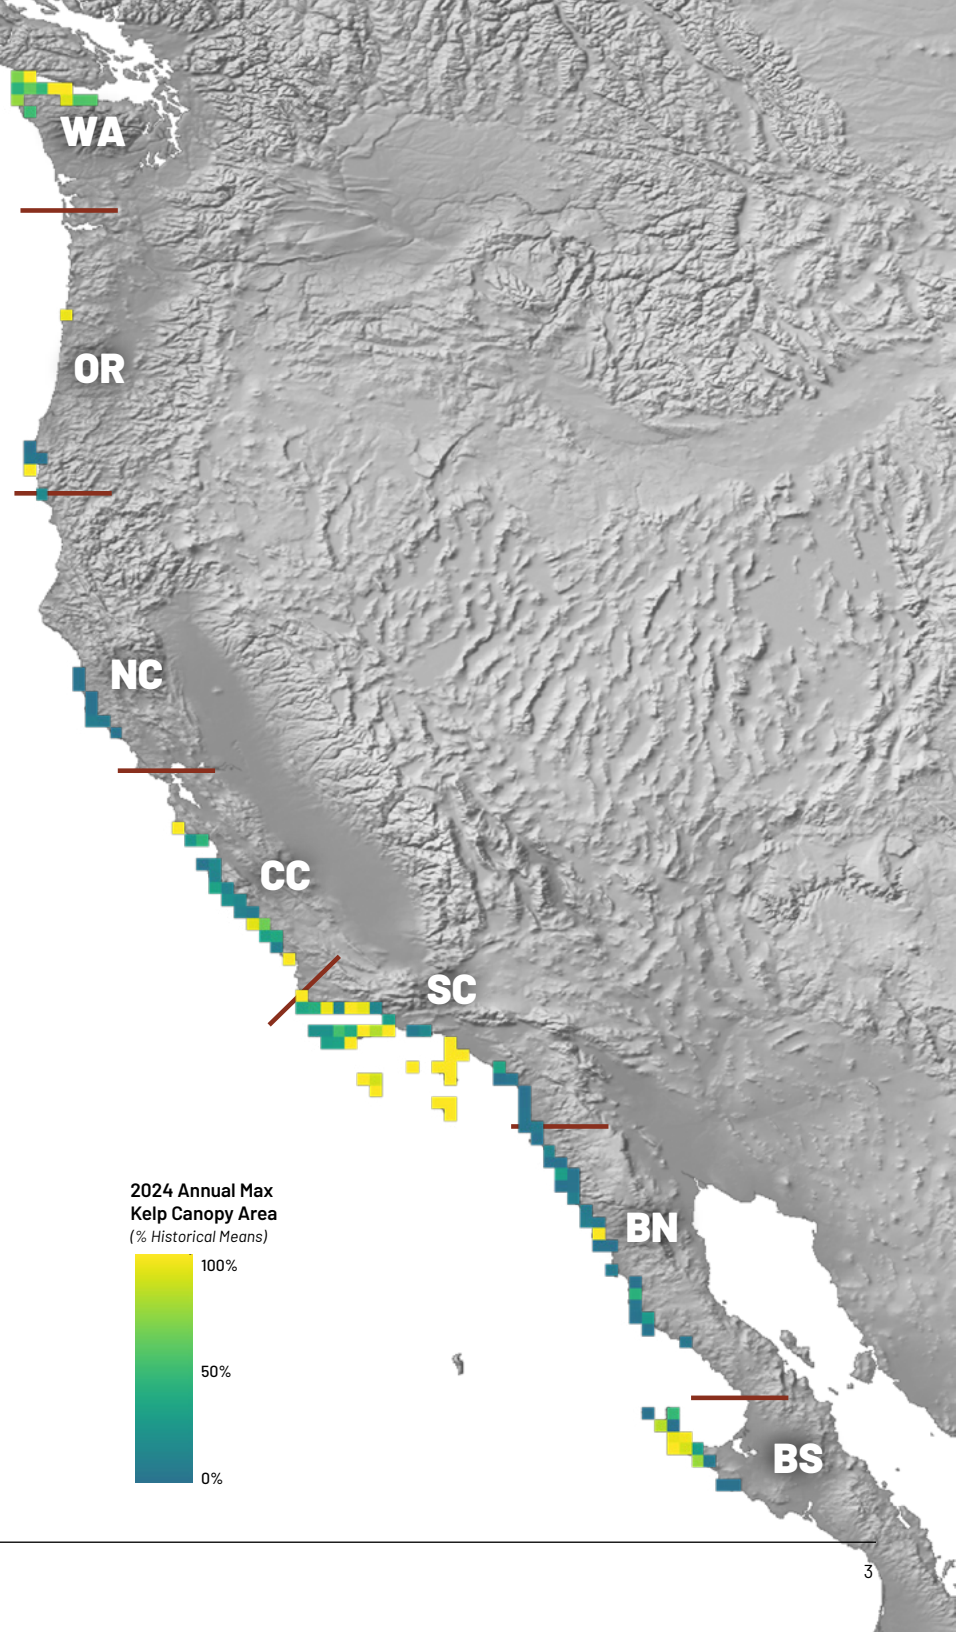 WA
OR
NC
CC
SC
2024 Annual Max
Kelp Canopy Area
(% Historical Means)
100%
50%
0%
BN
BS
3